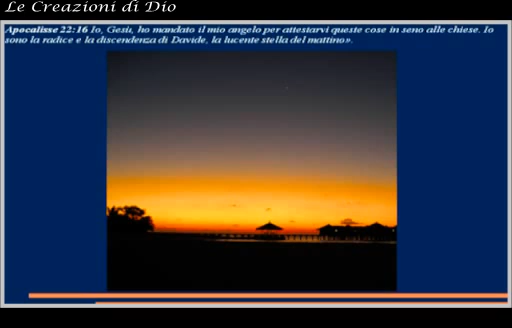 Le Creazioni di Dio
Apocalisse 22:16 Io, Gesù, ho mandato il mio angelo per attestarvi queste cose in seno alle chiese. Io
sono la radice e la discendenza di Davide, la lucente stella del mattino».